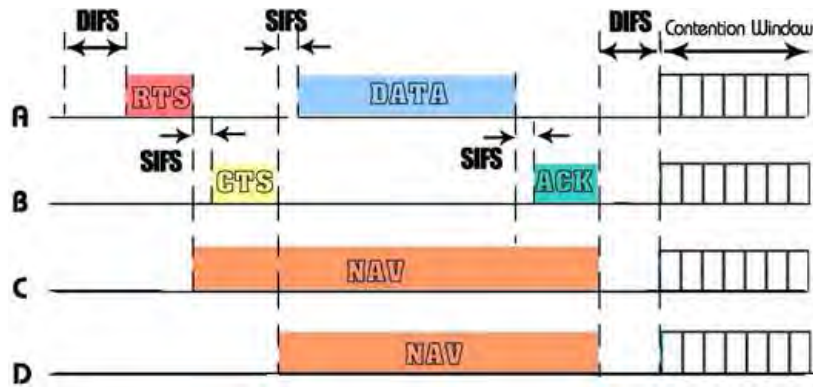 DIFS SIFS DIFS Contention Window
RTS DATA
A
SIFS SIFS
CTS ACK
B
NAV
C
NAV
D